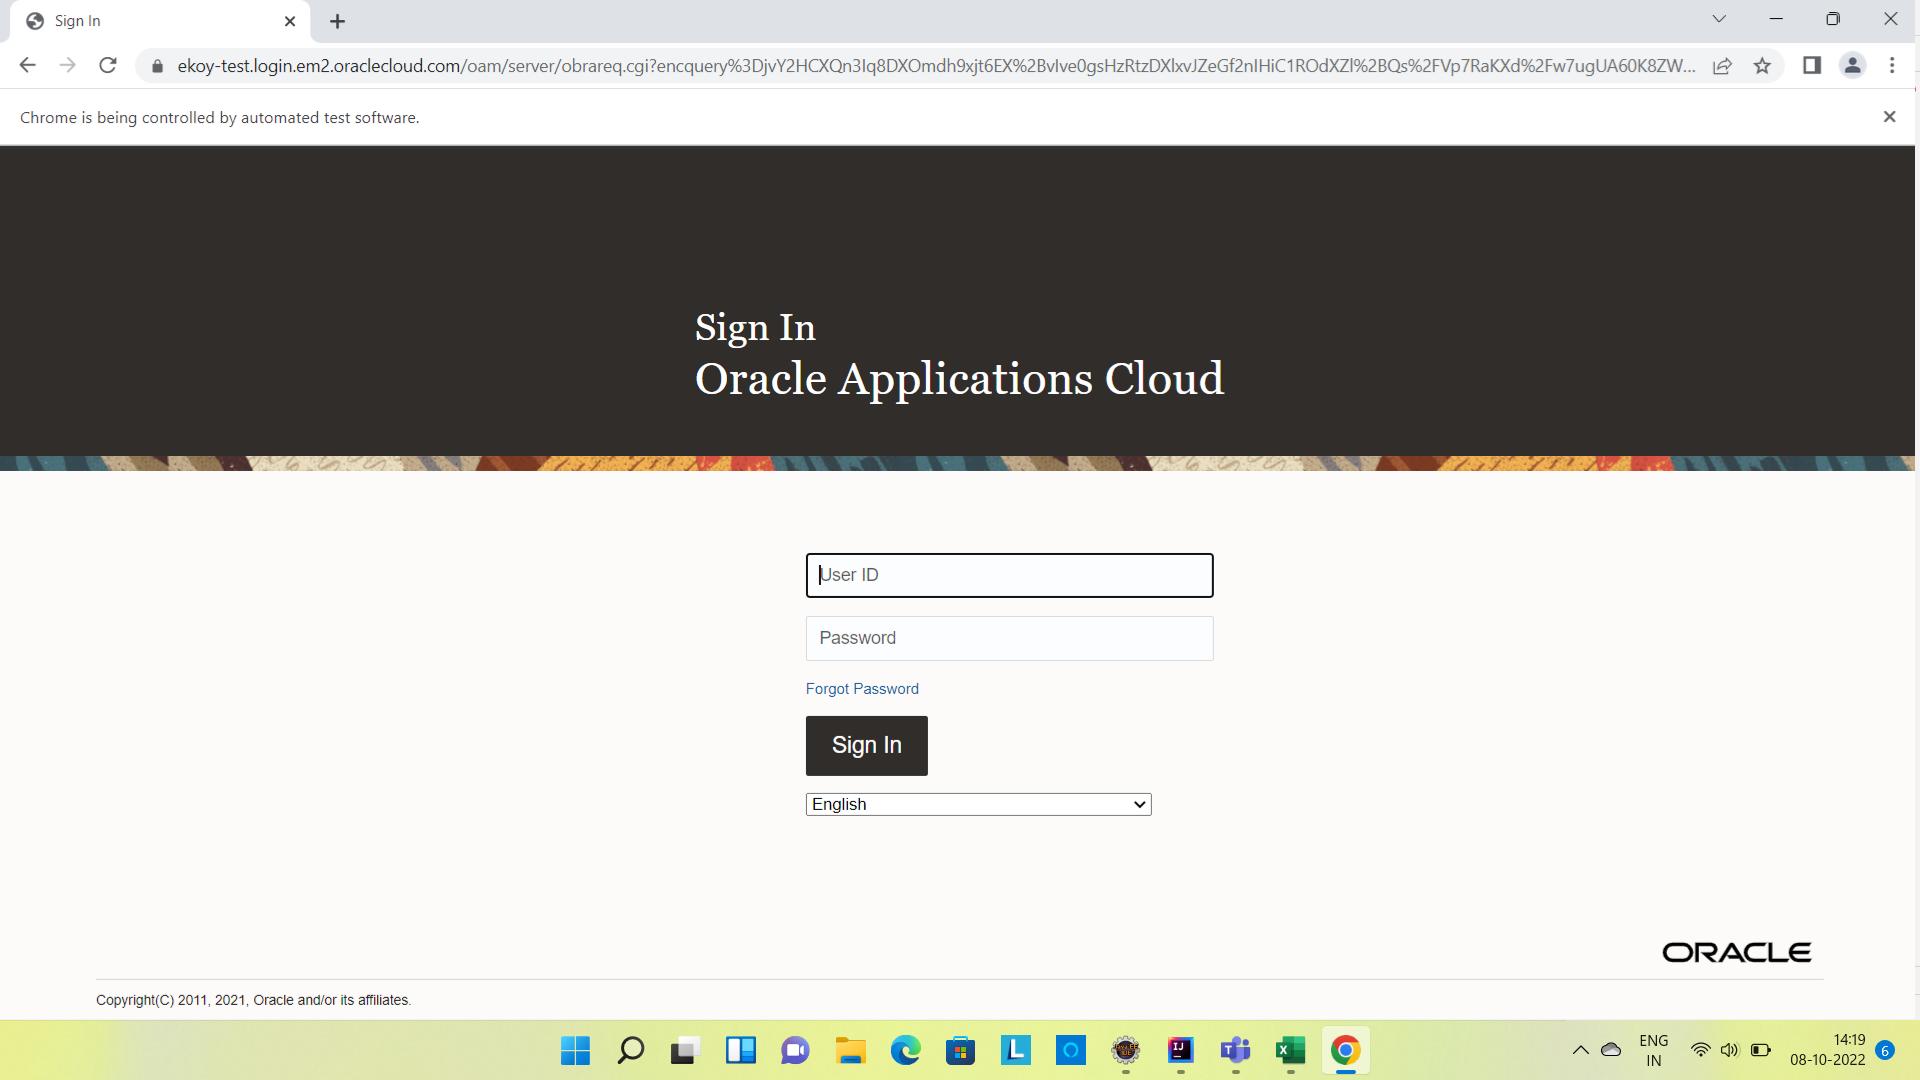 Sign In
ekoy-test.login.em2.oraclecloud.com/oam/server/obrareq.cgi?encquery%3DjvY2HCXQn3Iq8DXOmdh9xjt6EX%2BvIve0gsHzRtzDXlxvJZeGf2nIHiC1ROdXZl%2BQs%2FVp7RaKXd%2Fw7ugUA60K8ZW...
Chrome is being controlled by automated test software.
Sign In
Oracle Applications Cloud
User ID
Password
Forgot Password
Sign In
English
ORACLE
Copyright(C) 2011, 2021, Oracle and/or its affiliates.
ENG
IN
14:19
08-10-2022
6